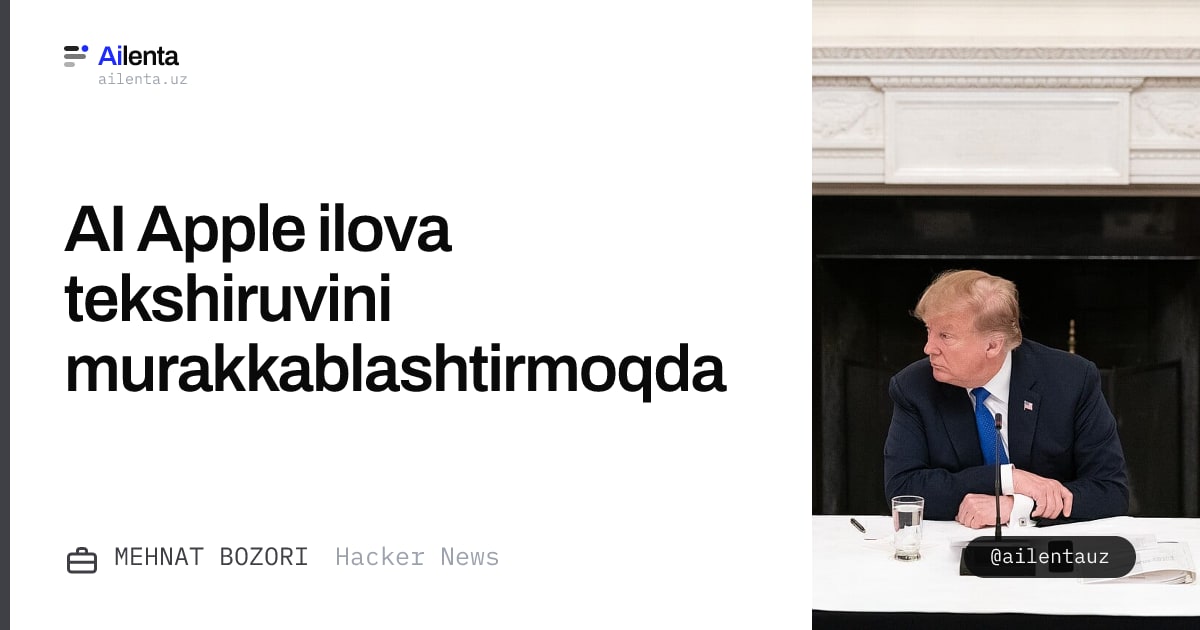 Ailenta
ailenta.uz
AI Apple ilova
tekshiruvini
murakkablashtirmoqda
MEHNAT BOZORI Hacker News
@ailentauz